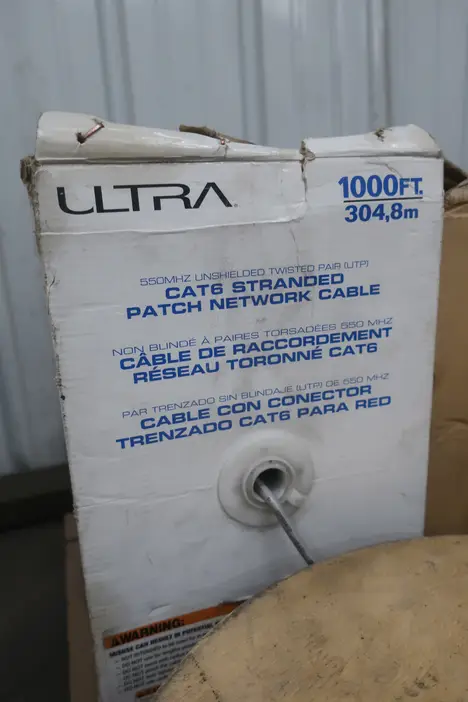 ULTRA
1000FT.
304,8m
550MHZ UNSHIELDED TWISTED PAIR (UTP)
CAT6 STRANDED
PATCH NETWORK CABLE
NON BLINDÉ À PAIRES TORSADÉES 550 MHZ
CÂBLE DE RACCORDEMENT
RÉSEAU TORONNÉ CAT6
PAR TRENZADO SIN BLINDAJE (UTP) DE 550 MHZ
CABLE CON CONECTOR
TRENZADO CAT6 PARA RED
WARNING: